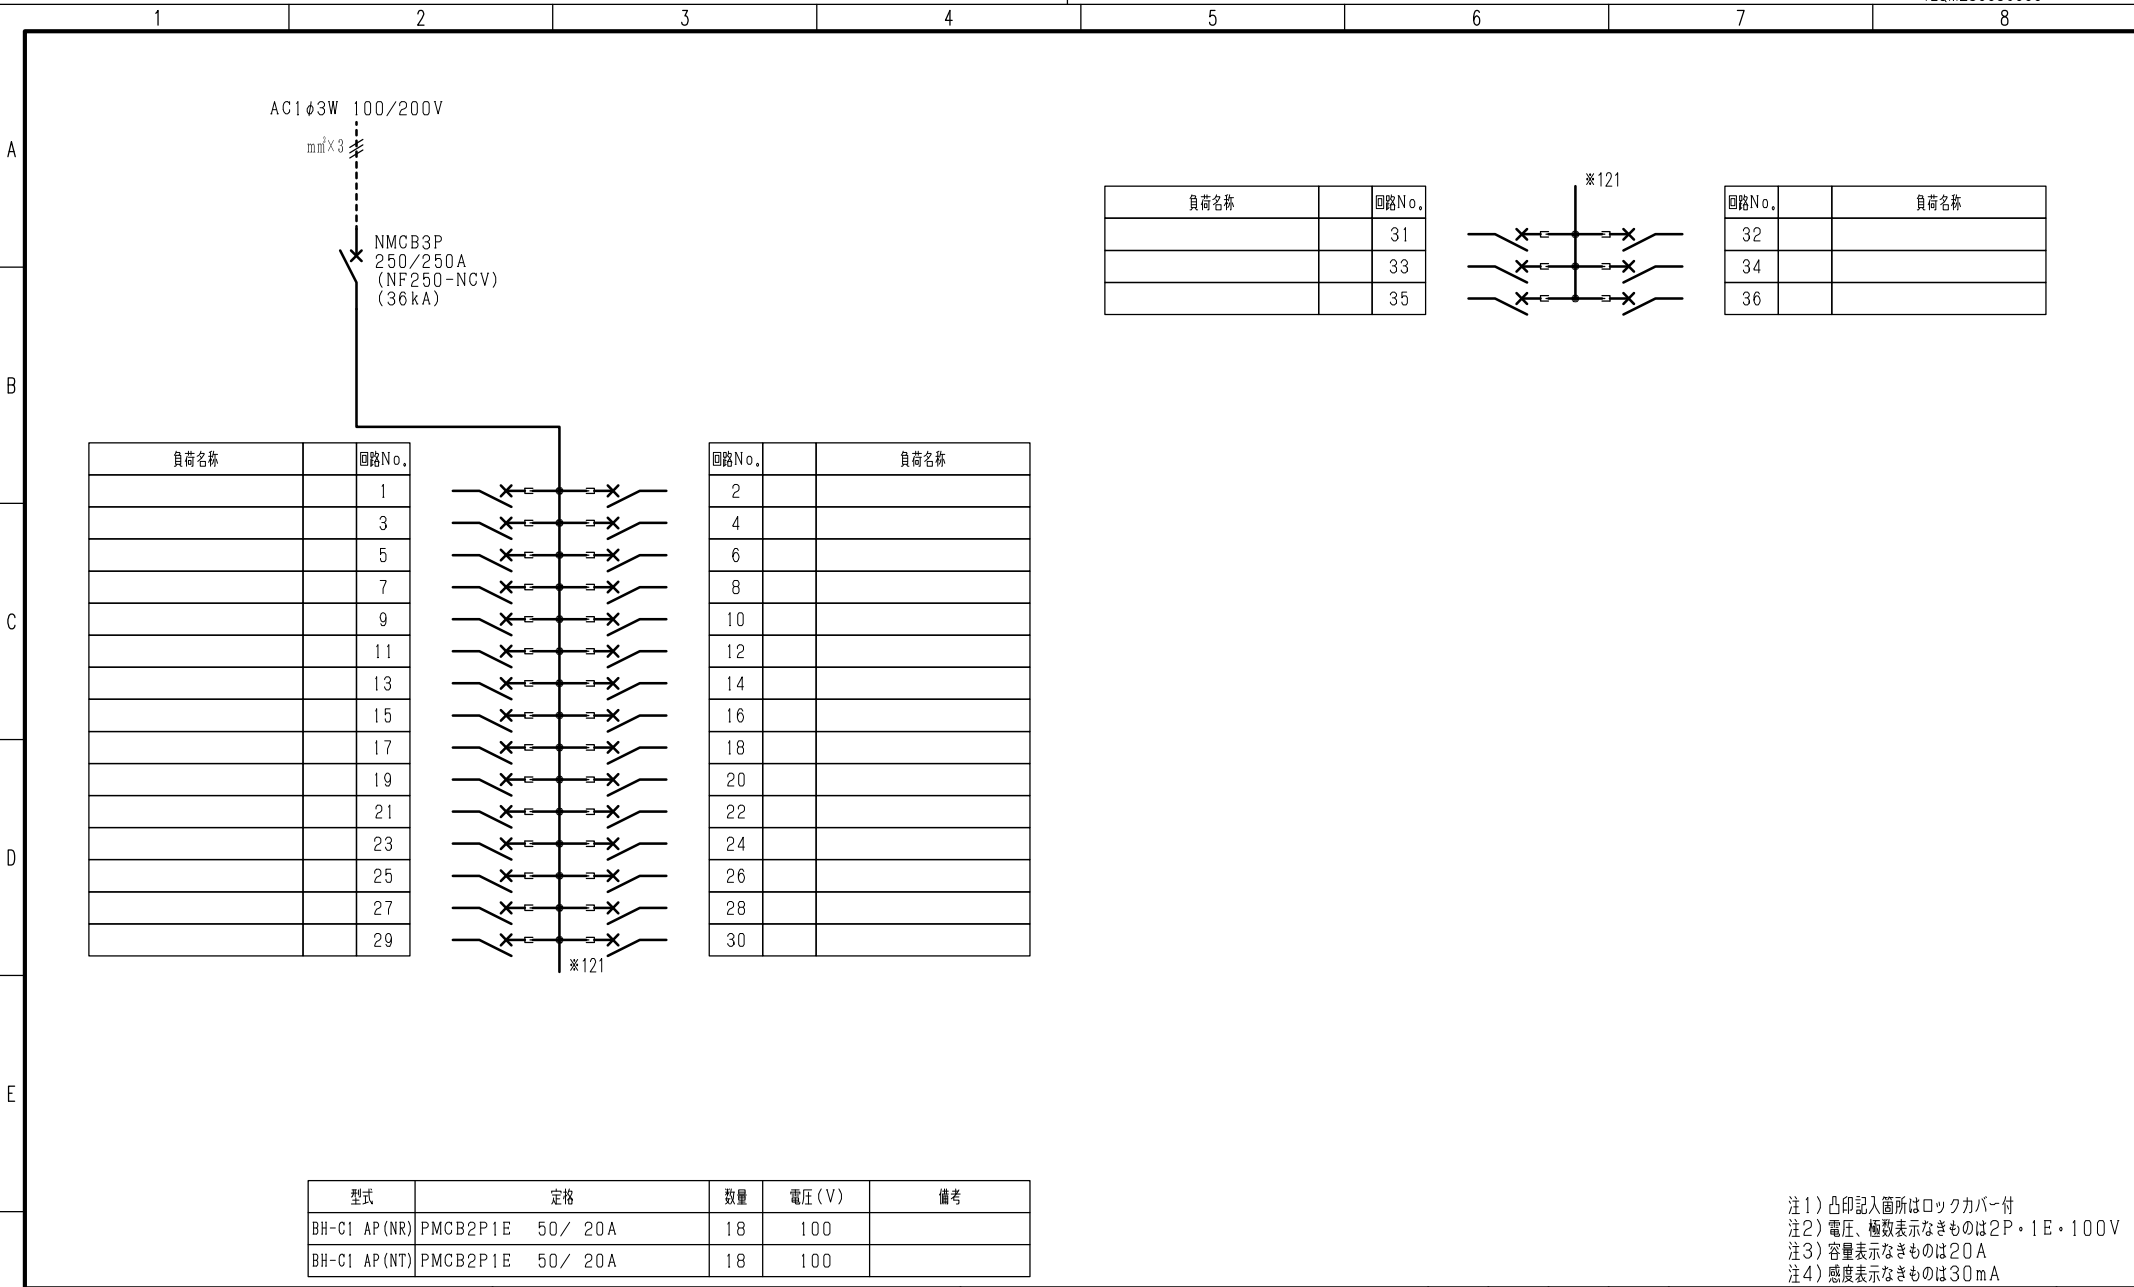 1 2 3 4 5 6 7 8
A
B
C
D
E
AC1φ3W 100/200V
mm²×3
NMCB3P
250/250A
(NF250-NCV)
(36kA)
負荷名称 回路No. 回路No. 負荷名称
1 2
3 4
5 6
7 8
9 10
11 12
13 14
15 16
17 18
19 20
21 22
23 24
25 26
27 28
29 30
※121
※121
負荷名称 回路No. 回路No. 負荷名称
31 32
33 34
35 36
型式 定格 数量 電圧(V) 備考
BH-C1 AP(NR) PMCB2P1E 50/ 20A 18 100
BH-C1 AP(NT) PMCB2P1E 50/ 20A 18 100
注1)凸印記入箇所はロックカバー付
注2)電圧、極数表示なきものは2P・1E・100V
注3)容量表示なきものは20A
注4)感度表示なきものは30mA